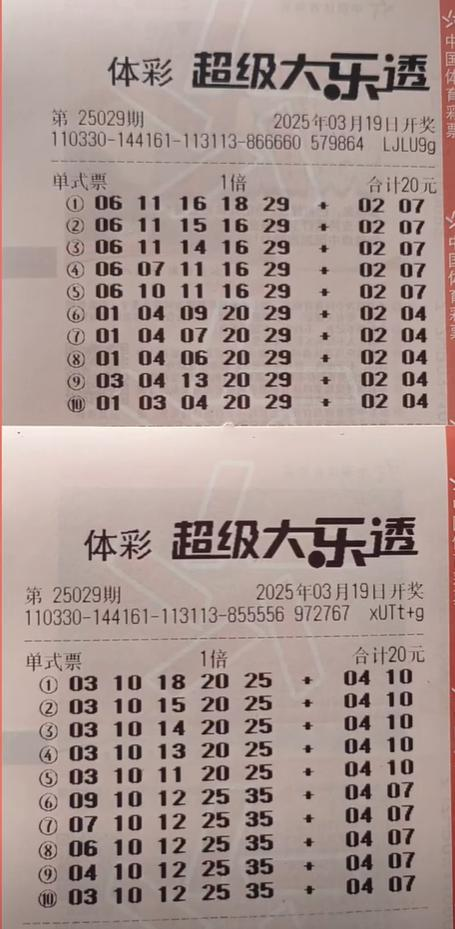 体彩 超级大乐透
第 25029期 2025年03月19日开奖
110330-144161-113113-866660 579864 LJLU9g
单式票 1倍 合计20元
① 06 11 16 18 29 + 02 07
② 06 11 15 16 29 + 02 07
③ 06 11 14 16 29 + 02 07
④ 06 07 11 16 29 + 02 07
⑤ 06 10 11 16 29 + 02 07
⑥ 01 04 09 20 29 + 02 04
⑦ 01 04 07 20 29 + 02 04
⑧ 01 04 06 20 29 + 02 04
⑨ 03 04 13 20 29 + 02 04
⑩ 01 03 04 20 29 + 02 04
中国体育彩票
中国体育彩票
体彩 超级大乐透
第 25029期 2025年03月19日开奖
110330-144161-113113-855556 972767 xUTt+g
单式票 1倍 合计20元
① 03 10 18 20 25 + 04 10
② 03 10 15 20 25 + 04 10
③ 03 10 14 20 25 + 04 10
④ 03 10 13 20 25 + 04 10
⑤ 03 10 11 20 25 + 04 10
⑥ 09 10 12 25 35 + 04 07
⑦ 07 10 12 25 35 + 04 07
⑧ 06 10 12 25 35 + 04 07
⑨ 04 10 12 25 35 + 04 07
⑩ 03 10 12 25 35 + 04 07